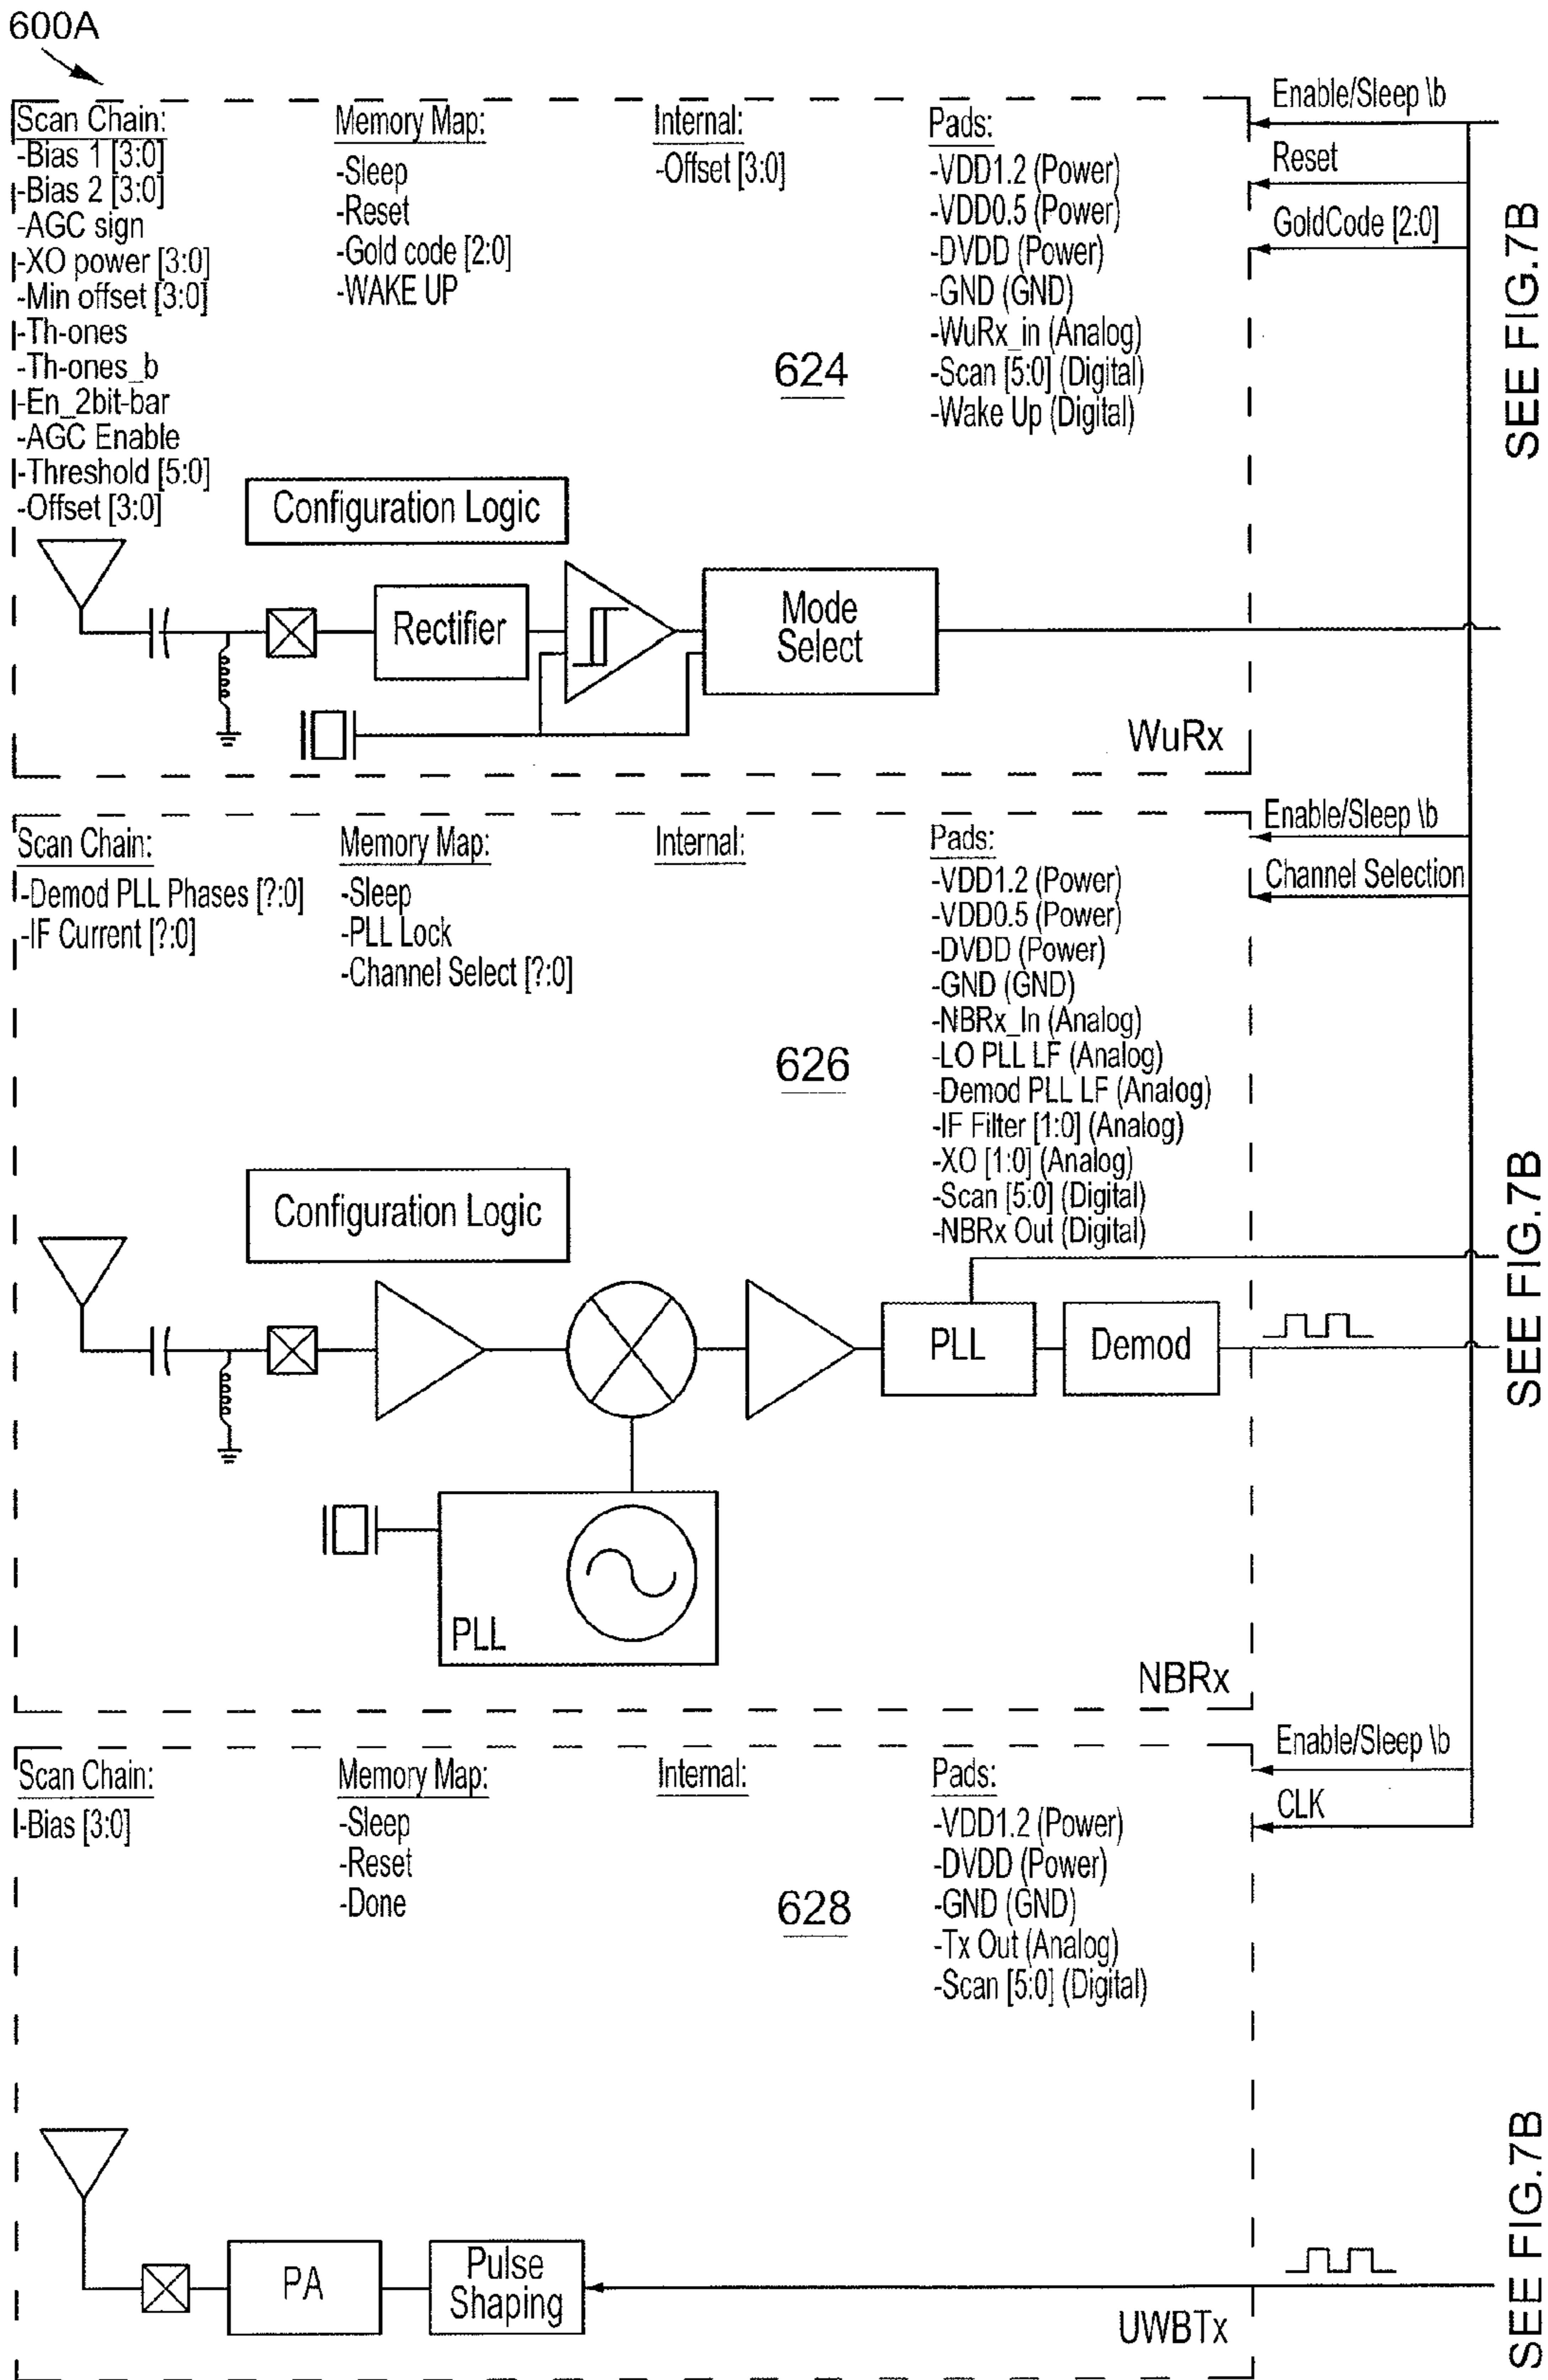 600A
Scan Chain:
-Bias 1 [3:0]
-Bias 2 [3:0]
-AGC sign
-XO power [3:0]
-Min offset [3:0]
-Th-ones
-Th-ones_b
-En_2bit-bar
-AGC Enable
-Threshold [5:0]
-Offset [3:0]
Memory Map:
-Sleep
-Reset
-Gold code [2:0]
-WAKE UP
Internal:
-Offset [3:0]
Pads:
-VDD1.2 (Power)
-VDD0.5 (Power)
-DVDD (Power)
-GND (GND)
-WuRx_in (Analog)
-Scan [5:0] (Digital)
-Wake Up (Digital)
624
Enable/Sleep \b
Reset
GoldCode [2:0]
SEE FIG.7B
Configuration Logic
Rectifier
Mode
Select
WuRx
Scan Chain:
-Demod PLL Phases [?:0]
-IF Current [?:0]
Memory Map:
-Sleep
-PLL Lock
-Channel Select [?:0]
Internal:
Pads:
-VDD1.2 (Power)
-VDD0.5 (Power)
-DVDD (Power)
-GND (GND)
-NBRx_In (Analog)
-LO PLL LF (Analog)
-Demod PLL LF (Analog)
-IF Filter [1:0] (Analog)
-XO [1:0] (Analog)
-Scan [5:0] (Digital)
-NBRx Out (Digital)
626
Enable/Sleep \b
Channel Selection
SEE FIG.7B
Configuration Logic
PLL
Demod
PLL
NBRx
Scan Chain:
-Bias [3:0]
Memory Map:
-Sleep
-Reset
-Done
Internal:
Pads:
-VDD1.2 (Power)
-DVDD (Power)
-GND (GND)
-Tx Out (Analog)
-Scan [5:0] (Digital)
628
Enable/Sleep \b
CLK
SEE FIG.7B
PA
Pulse
Shaping
UWBTx